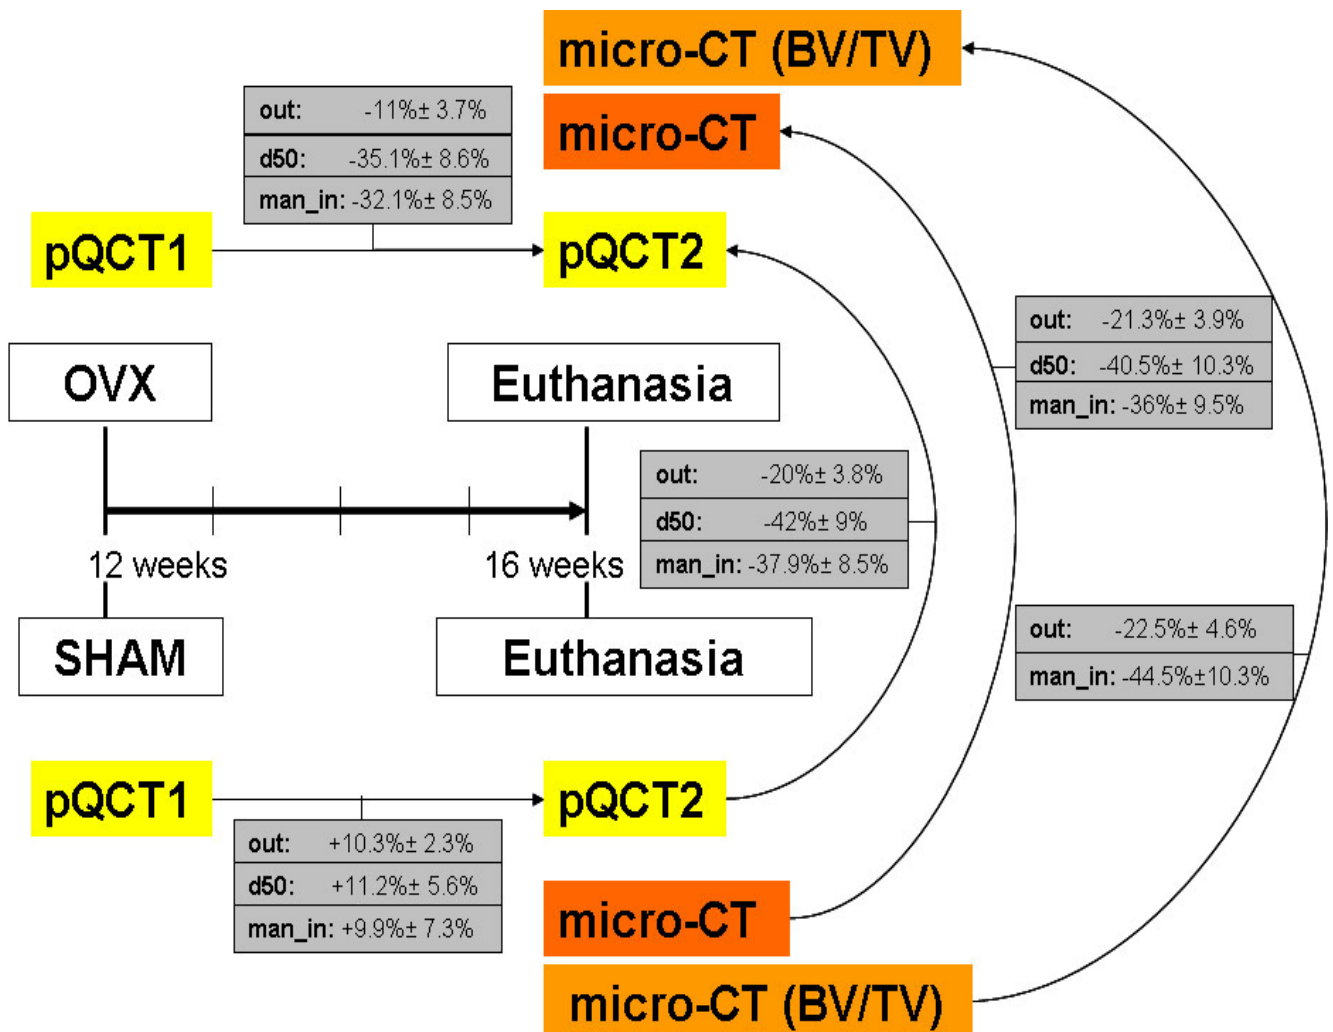 micro-CT (BV/TV)
micro-CT
out: -11%± 3.7%
d50: -35.1%± 8.6%
man_in: -32.1%± 8.5%
pQCT1
pQCT2
out: -21.3%± 3.9%
d50: -40.5%± 10.3%
man_in: -36%± 9.5%
OVX
Euthanasia
out: -20%± 3.8%
d50: -42%± 9%
man_in: -37.9%± 8.5%
12 weeks
16 weeks
SHAM
Euthanasia
out: -22.5%± 4.6%
man_in: -44.5%±10.3%
pQCT1
pQCT2
out: +10.3%± 2.3%
d50: +11.2%± 5.6%
man_in: +9.9%± 7.3%
micro-CT
micro-CT (BV/TV)